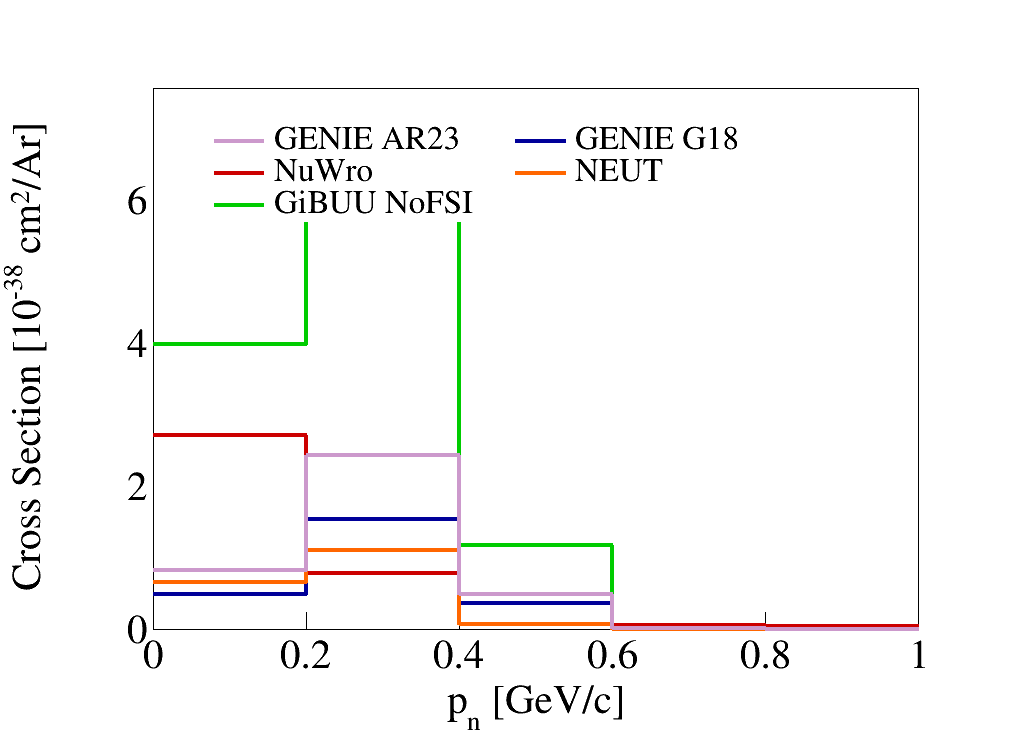 GENIE AR23 GENIE G18
NuWro NEUT
GiBUU NoFSI
6
4
2
0
Cross Section [10⁻³⁸ cm²/Ar]
0 0.2 0.4 0.6 0.8 1
pₙ [GeV/c]